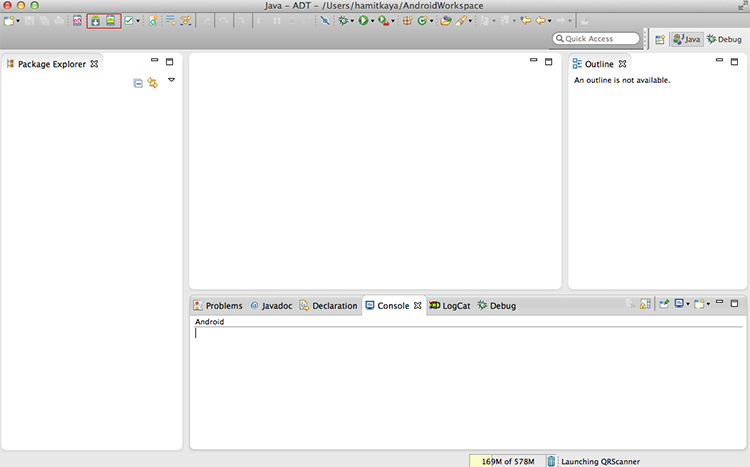 Java - ADT - /Users/hamitkaya/AndroidWorkspace
Quick Access
Java
Debug
Package Explorer
Outline
An outline is not available.
Problems
Javadoc
Declaration
Console
LogCat
Debug
Android
169M of 578M
Launching QRScanner